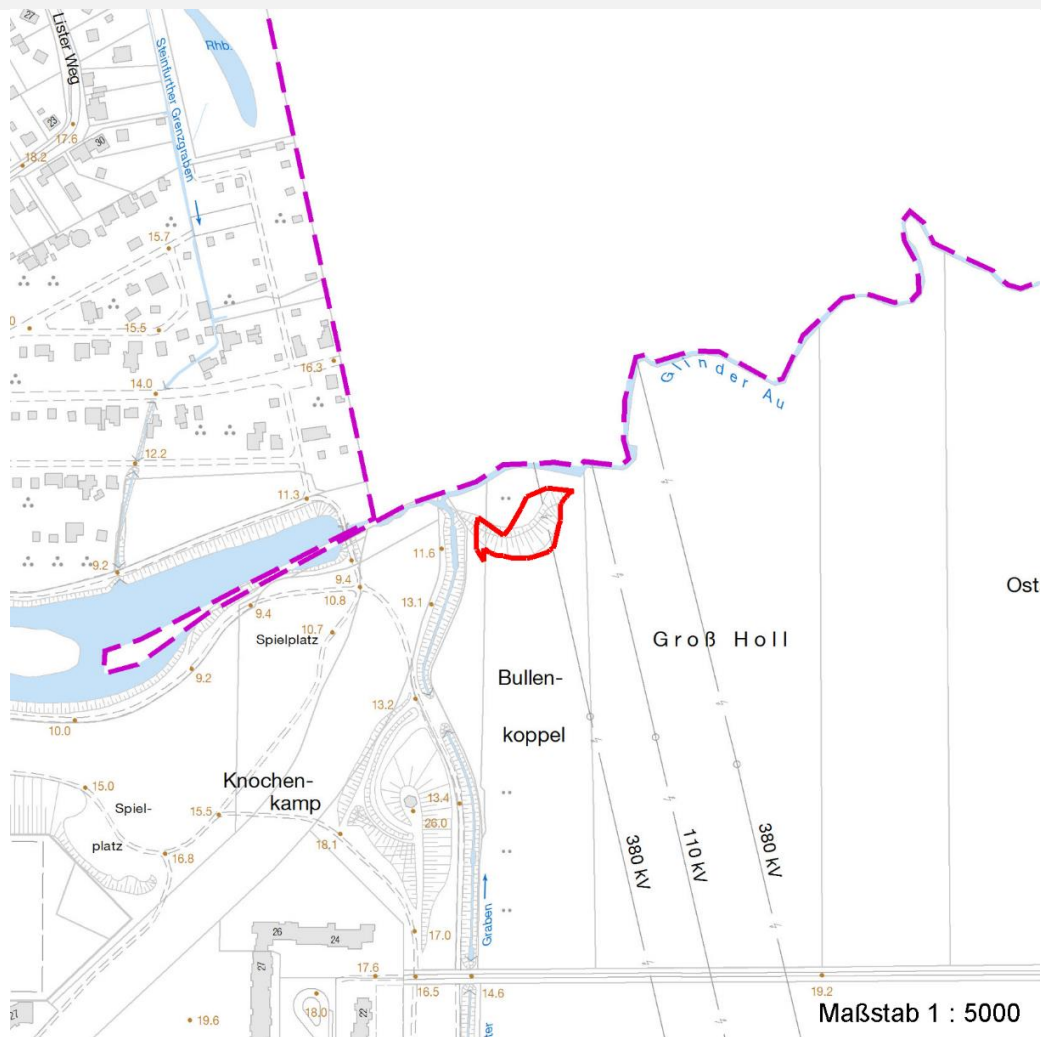 27
Lister Weg
Steinfurther Grenzgraben
Rhb.
23
17.6
30
18.2
15.7
0
15.5
16.3
14.0
Glinder Au
12.2
11.3
11.6
9.2
9.4
10.8
13.1
9.4
Ost
10.7
Spielplatz
Groß Holl
9.2
Bullen-
koppel
13.2
10.0
Knochen-
kamp
15.0
Spiel-
platz
15.5
13.4
26.0
16.8
18.1
380 kV
110 kV
380 kV
Graben
26
24
17.0
27
17.6
16.5
14.6
19.2
18.0
22
27
19.6
ter
Maßstab 1 : 5000